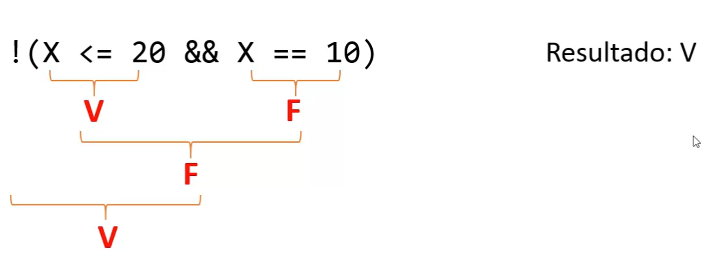 !(X <= 20 && X == 10) Resultado: V
V F
F
V